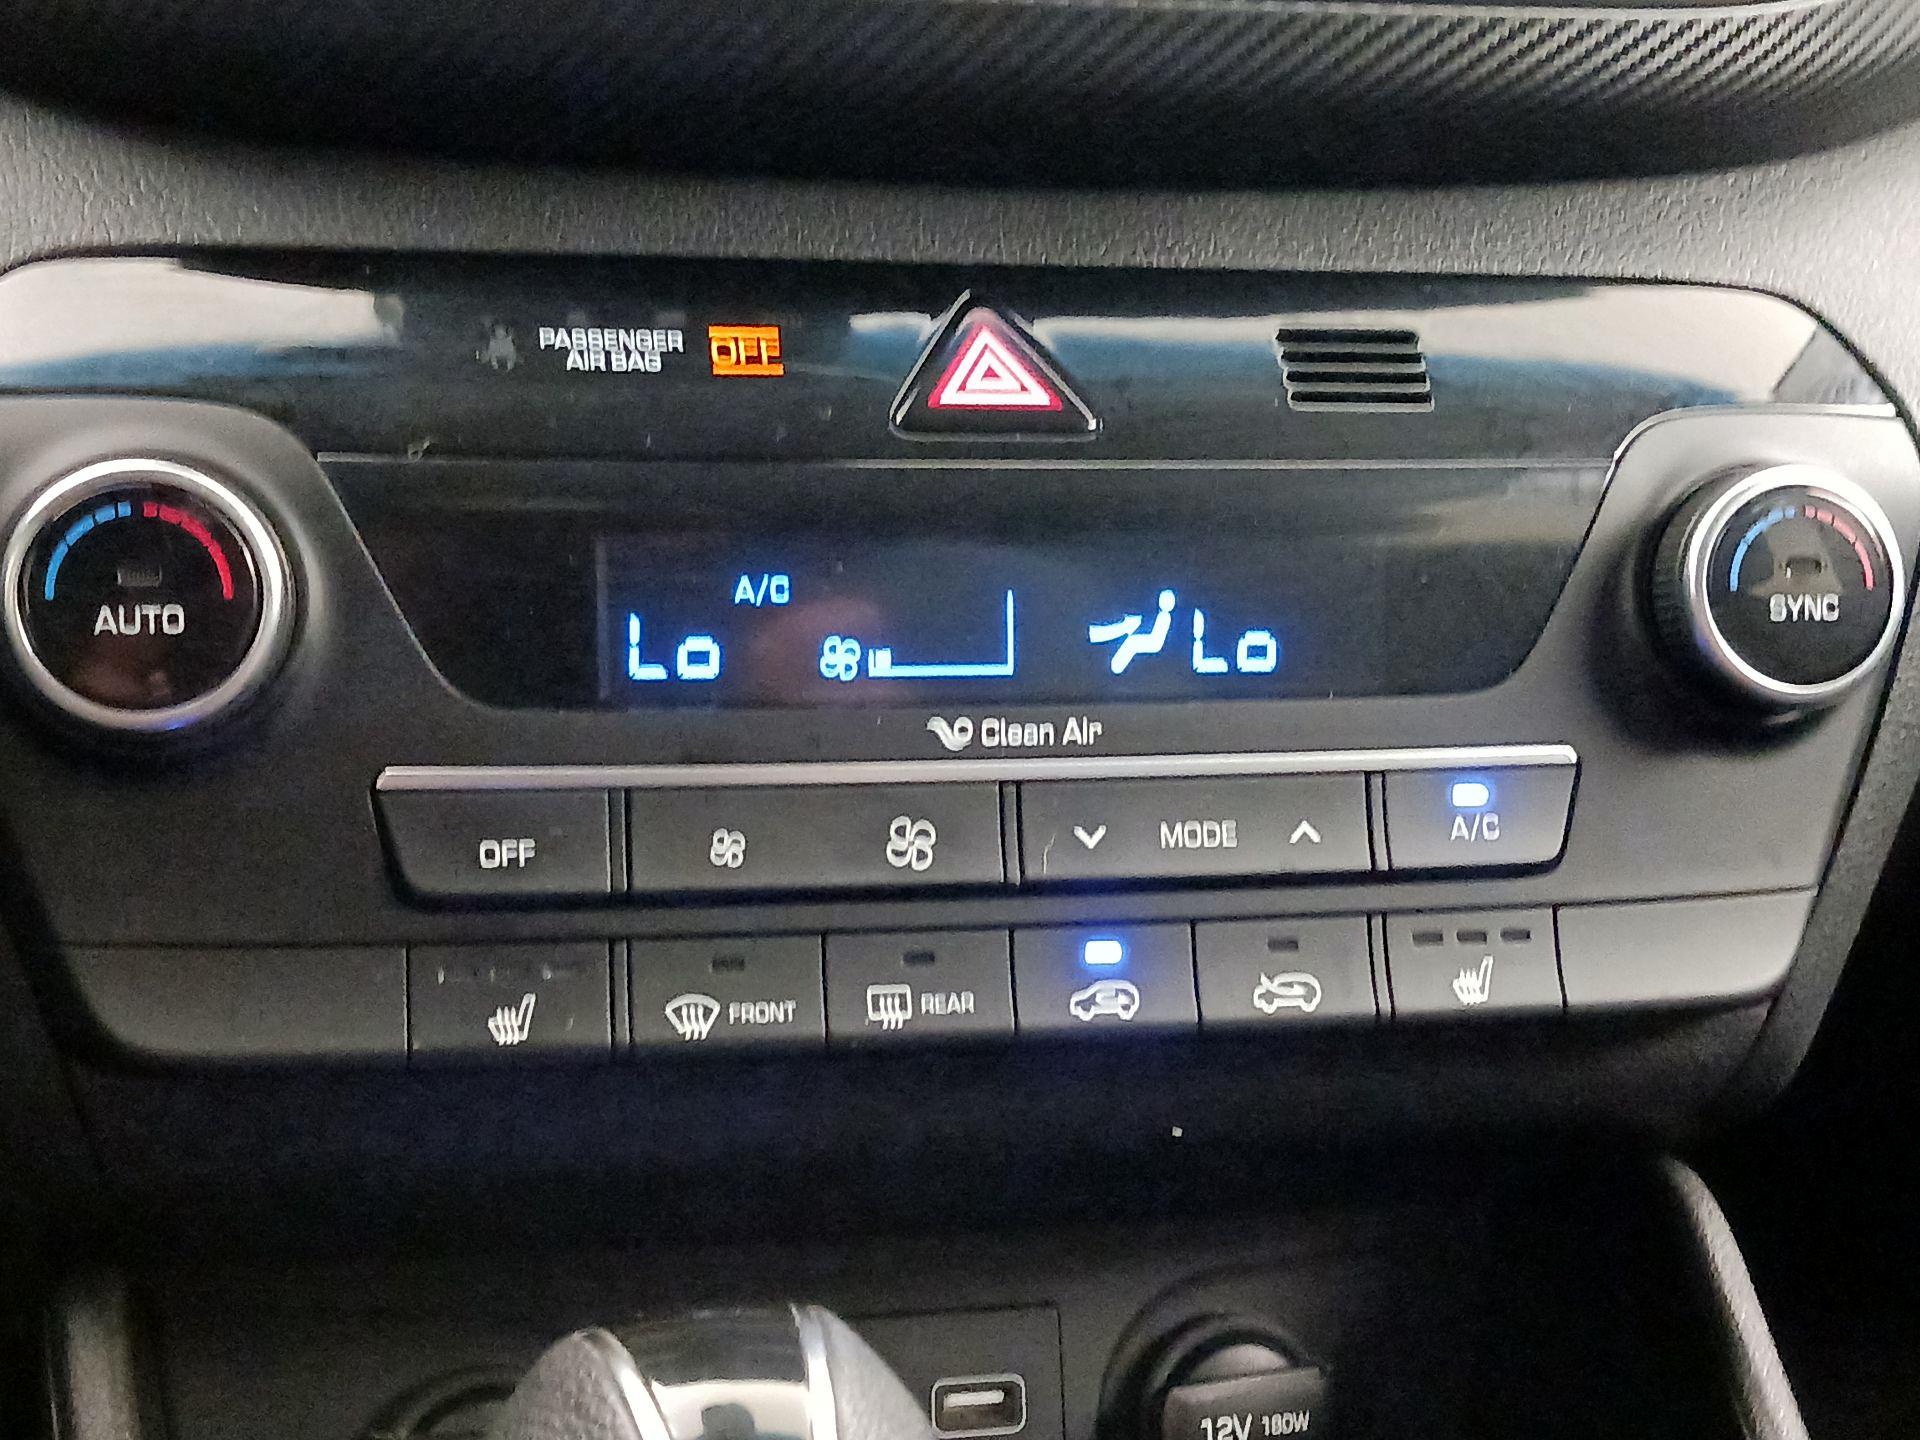 PASSENGER
AIR BAG
OFF
A/C
Lo
Lo
AUTO
SYNC
Clean Air
OFF
MODE
A/C
FRONT
REAR
12V 180W